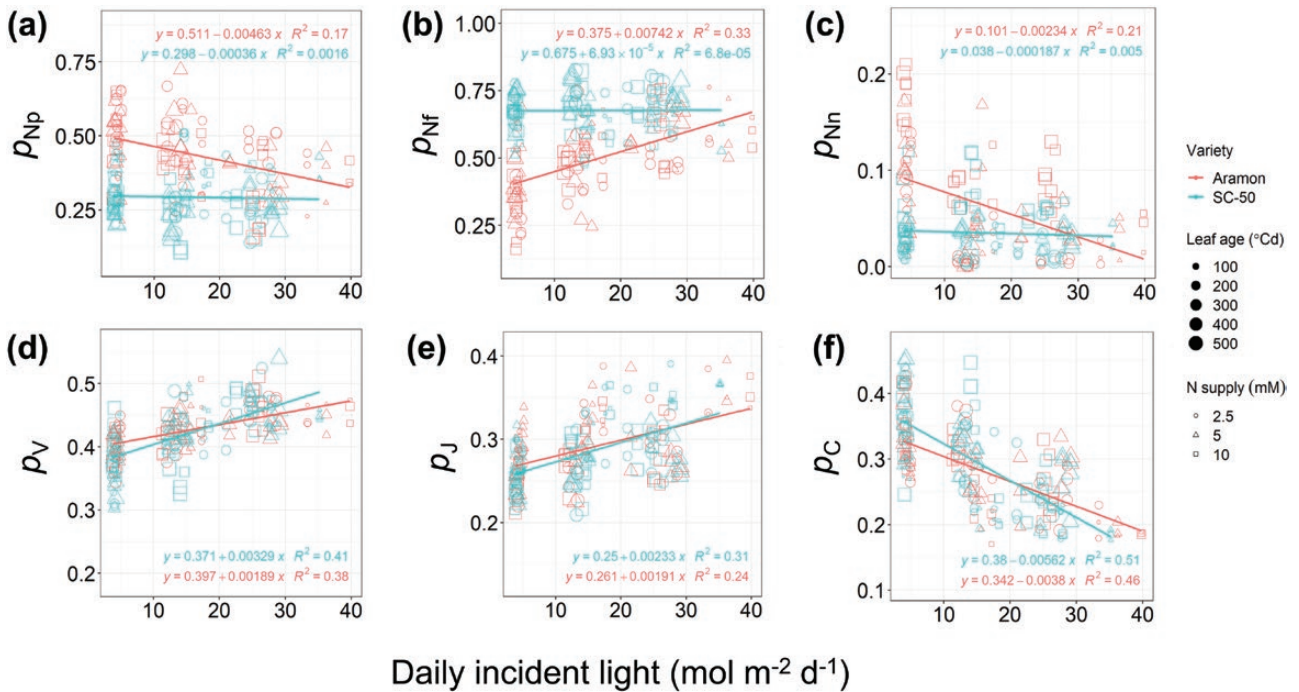 (a)
y = 0.511 – 0.00463 x R² = 0.17
y = 0.298 – 0.00036 x R² = 0.0016
pNp
0.75
0.50
0.25
10 20 30 40
(b)
y = 0.375 + 0.00742 x R² = 0.33
y = 0.675 + 6.93 × 10⁻⁵ x R² = 6.8e-05
pNf
1.00
0.75
0.50
0.25
10 20 30 40
(c)
y = 0.101 – 0.00234 x R² = 0.21
y = 0.038 – 0.000187 x R² = 0.005
pNn
0.2
0.1
0.0
10 20 30 40
Variety
Aramon
SC-50
Leaf age (°Cd)
100
200
300
400
500
N supply (mM)
2.5
5
10
(d)
pV
0.5
0.4
0.3
0.2
y = 0.371 + 0.00329 x R² = 0.41
y = 0.397 + 0.00189 x R² = 0.38
10 20 30 40
(e)
pJ
0.4
0.3
0.2
y = 0.25 + 0.00233 x R² = 0.31
y = 0.261 + 0.00191 x R² = 0.24
10 20 30 40
(f)
pC
0.4
0.3
0.2
0.1
y = 0.38 – 0.00562 x R² = 0.51
y = 0.342 – 0.0038 x R² = 0.46
10 20 30 40
Daily incident light (mol m⁻² d⁻¹)